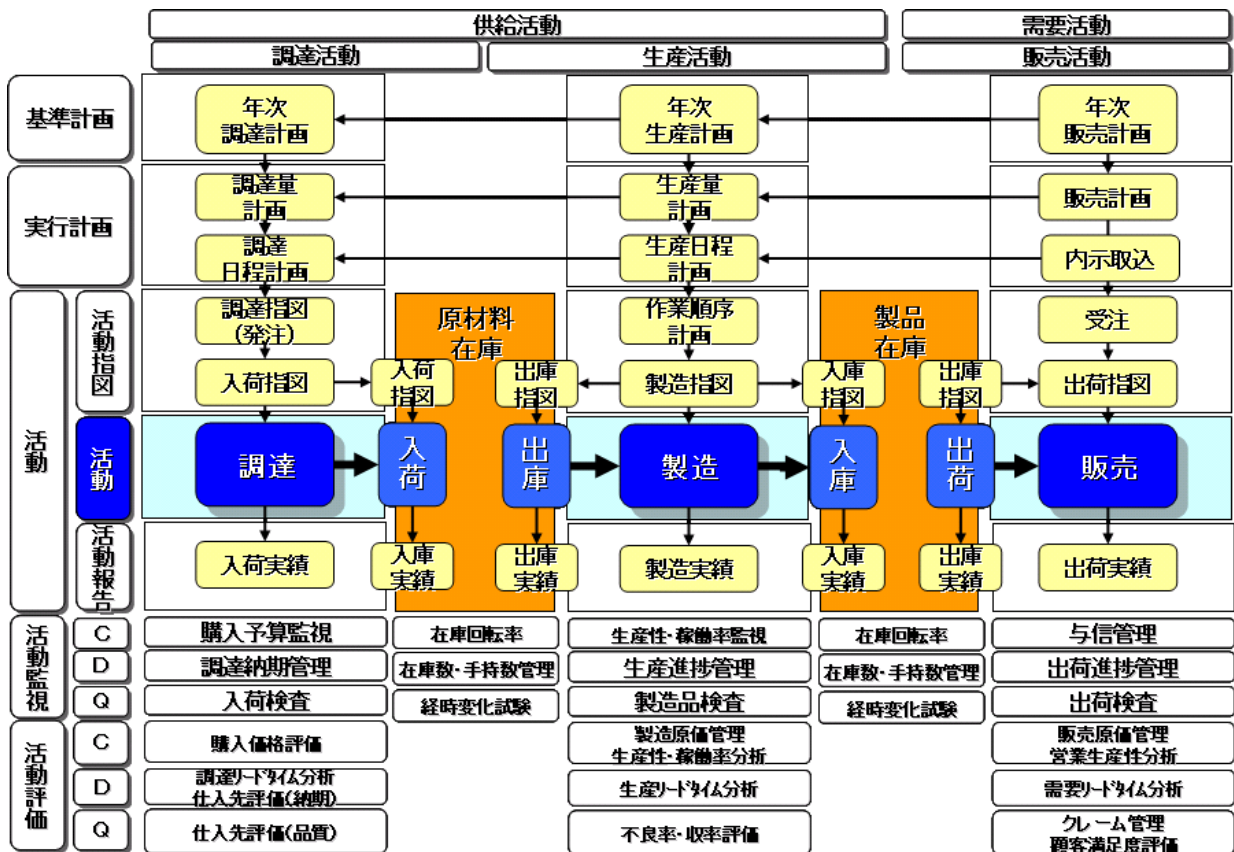 供給活動
需要活動
調達活動
生産活動
販売活動
基準計画
年次
調達計画
年次
生産計画
年次
販売計画
実行計画
調達量
計画
生産量
計画
販売計画
調達
日程計画
生産日程
計画
内示取込
活動
活動指図
調達指図
(発注)
原材料
在庫
作業順序
計画
製品
在庫
受注
入荷指図
入荷
指図
出庫
指図
製造指図
入庫
指図
出庫
指図
出荷指図
活動
調達
入荷
出庫
製造
入庫
出荷
販売
活動報告
入荷実績
入庫
実績
出庫
実績
製造実績
入庫
実績
出庫
実績
出荷実績
活動監視
C
購入予算監視
在庫回転率
生産性・稼働率監視
在庫回転率
与信管理
D
調達納期管理
在庫数・手持数管理
生産進捗管理
在庫数・手持数管理
出荷進捗管理
Q
入荷検査
経時変化試験
製造品検査
経時変化試験
出荷検査
活動評価
C
購入価格評価
製造原価管理
生産性・稼働率分析
販売原価管理
営業生産性分析
D
調達リードタイム分析
仕入先評価(納期)
生産リードタイム分析
需要リードタイム分析
Q
仕入先評価(品質)
不良率・収率評価
クレーム管理
顧客満足度評価